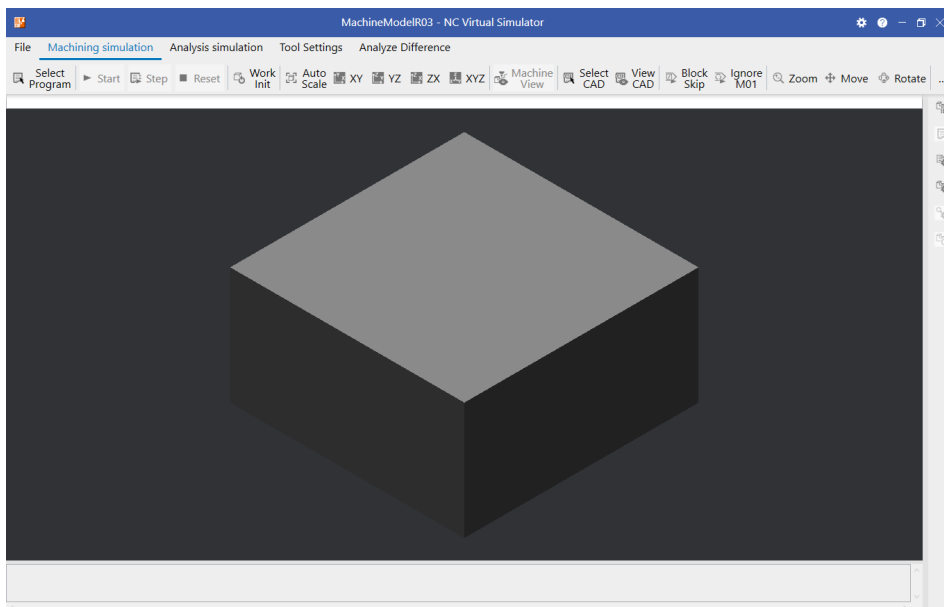 MachineModelR03 - NC Virtual Simulator
File Machining simulation Analysis simulation Tool Settings Analyze Difference
Select Program Start Step Reset Work Init Auto Scale XY YZ ZX XYZ Machine View Select CAD View CAD Block Skip Ignore M01 Zoom Move Rotate ...